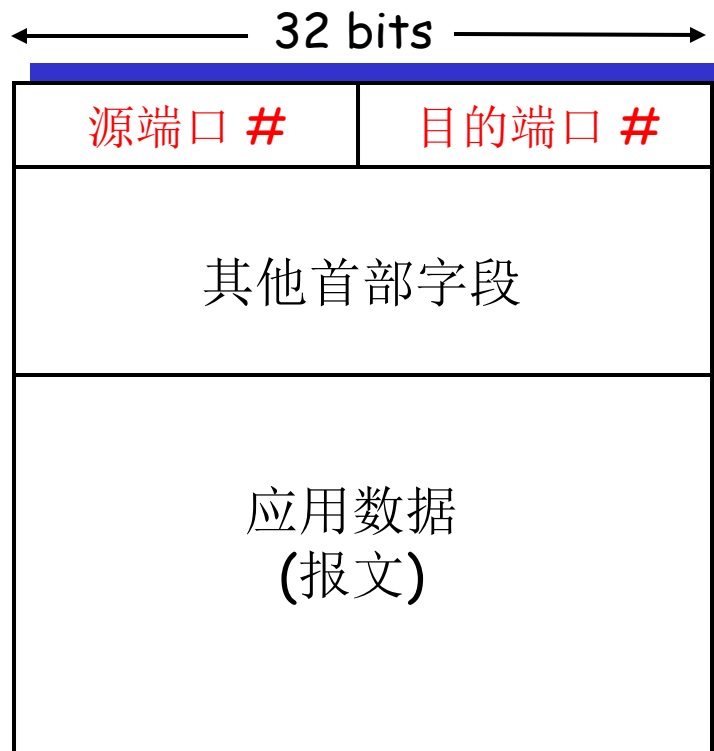 32 bits
源端口 # 目的端口 #
其他首部字段
应用数据
(报文)